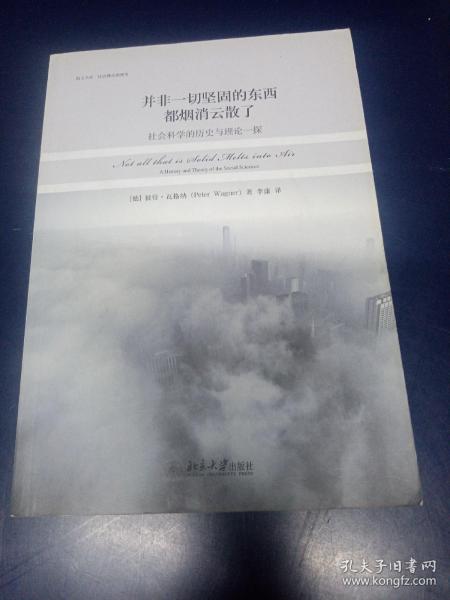 并非一切坚固的东西
都烟消云散了
社会科学的历史与理论一探
Not all that is Solid Melts into Air
A History and Theory of the Social Sciences
[德] 彼得·瓦格纳 (Peter Wagner) 著 李康 译
北京大学出版社
孔夫子旧书网
www.kongfz.com